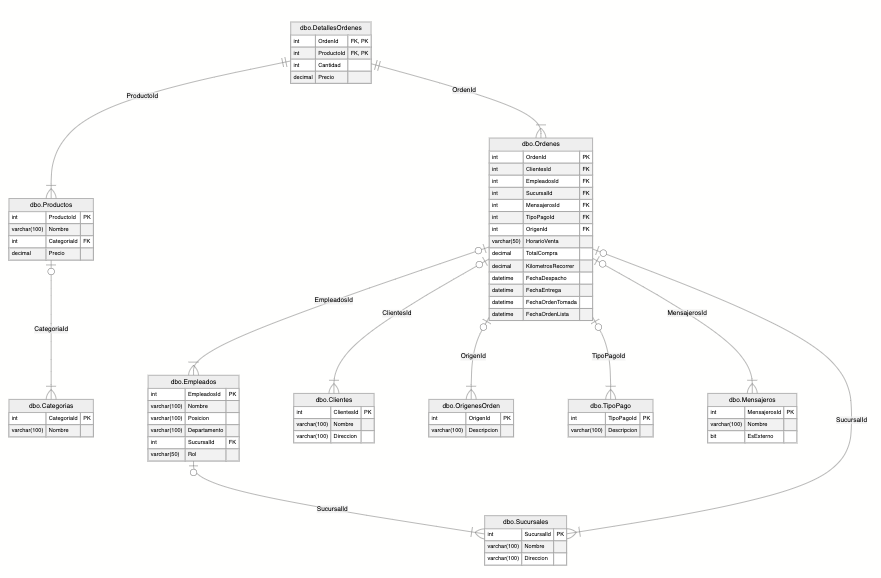 dbo.DetallesOrdenes
int OrdenId FK, PK
int ProductoId FK, PK
int Cantidad
decimal Precio
ProductoId
OrdenId
dbo.Ordenes
int OrdenId PK
int ClientesId FK
int EmpleadosId FK
int SucursalId FK
int MensajerosId FK
int TipoPagoId FK
int OrigenId FK
varchar(50) HorarioVenta
decimal TotalCompra
decimal KilometrosRecorrer
datetime FechaDespacho
datetime FechaEntrega
datetime FechaOrdenTomada
datetime FechaOrdenLista
dbo.Productos
int ProductoId PK
varchar(100) Nombre
int CategoriaId FK
decimal Precio
EmpleadosId
ClientesId
MensajerosId
CategoriaId
OrigenId
TipoPagoId
dbo.Empleados
int EmpleadosId PK
varchar(100) Nombre
varchar(100) Posicion
varchar(100) Departamento
int SucursalId FK
varchar(50) Rol
dbo.Clientes
int ClientesId PK
varchar(100) Nombre
varchar(100) Direccion
dbo.Categorias
int CategoriaId PK
varchar(100) Nombre
dbo.OrigenesOrden
int OrigenId PK
varchar(100) Descripcion
dbo.TipoPago
int TipoPagoId PK
varchar(100) Descripcion
dbo.Mensajeros
int MensajerosId PK
varchar(100) Nombre
bit EsExterno
SucursalId
SucursalId
dbo.Sucursales
int SucursalId PK
varchar(100) Nombre
varchar(100) Direccion